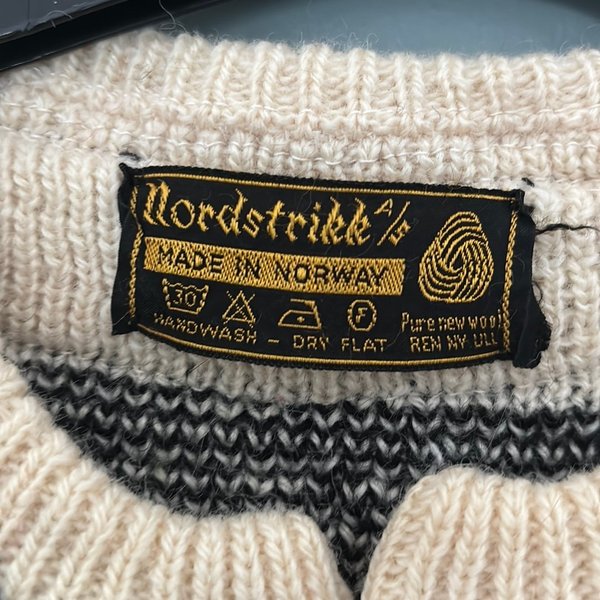 Nordstrikk A/S
MADE IN NORWAY
30 F
HANDWASH - DRY FLAT
Pure new wool
REN NY ULL